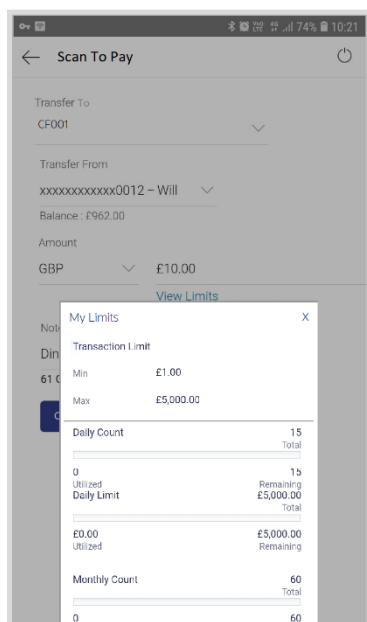 74% 10:21
Scan To Pay
Transfer To
CF001
Transfer From
xxxxxxxxxxxx0012 – Will
Balance : £962.00
Amount
GBP £10.00
View Limits
My Limits X
Transaction Limit
Min £1.00
Max £5,000.00
Daily Count 15
Total
0 15
Utilized Remaining
Daily Limit £5,000.00
Total
£0.00 £5,000.00
Utilized Remaining
Monthly Count 60
Total
0 60
Not
Din
61